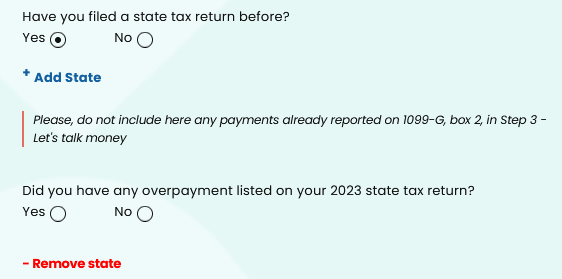 Have you filed a state tax return before?
Yes No
+ Add State
Please, do not include here any payments already reported on 1099-G, box 2, in Step 3 -
Let's talk money
Did you have any overpayment listed on your 2023 state tax return?
Yes No
- Remove state